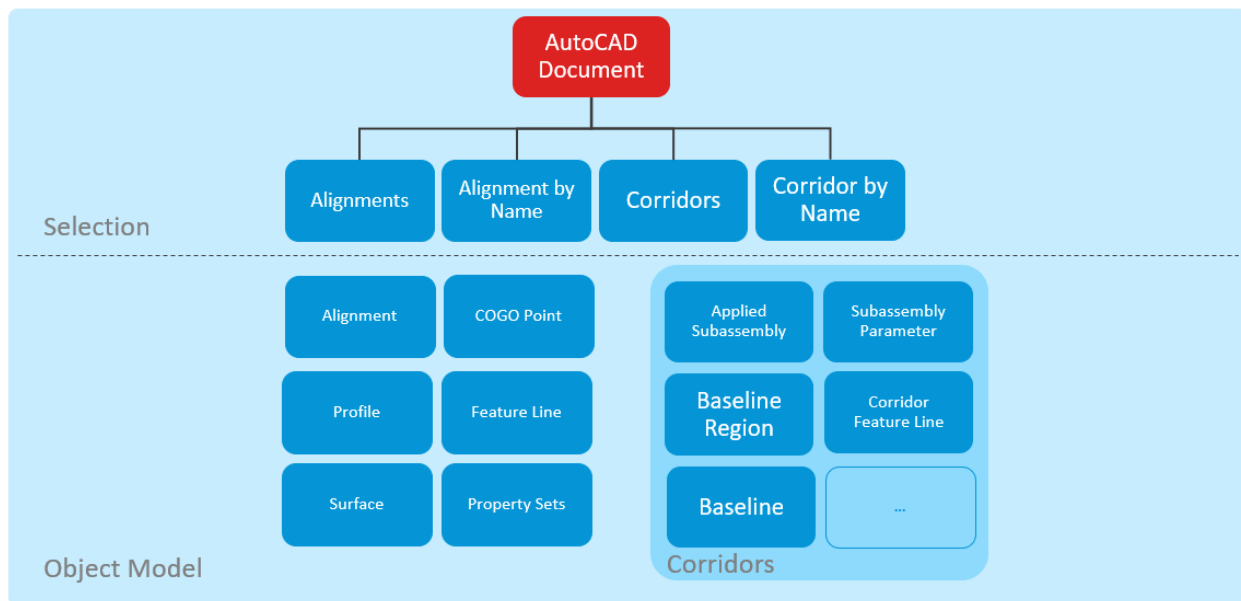 AutoCAD
Document
Alignments
Alignment by
Name
Corridors
Corridor by
Name
Selection
Alignment
COGO Point
Applied
Subassembly
Subassembly
Parameter
Profile
Feature Line
Baseline
Region
Corridor
Feature Line
Surface
Property Sets
Baseline
...
Object Model
Corridors